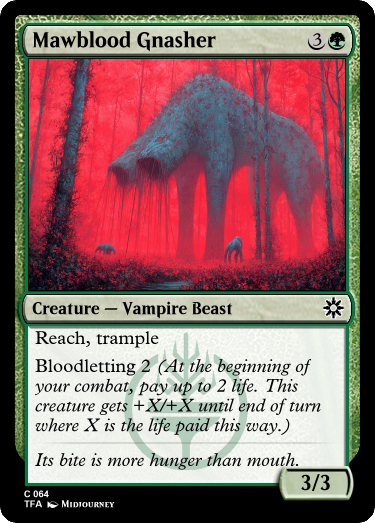 Mawblood Gnasher 3
Creature — Vampire Beast
Reach, trample
Bloodletting 2 (At the beginning of
your combat, pay up to 2 life. This
creature gets +X/+X until end of turn
where X is the life paid this way.)
Its bite is more hunger than mouth.
3/3
C 064
TFA Midjourney